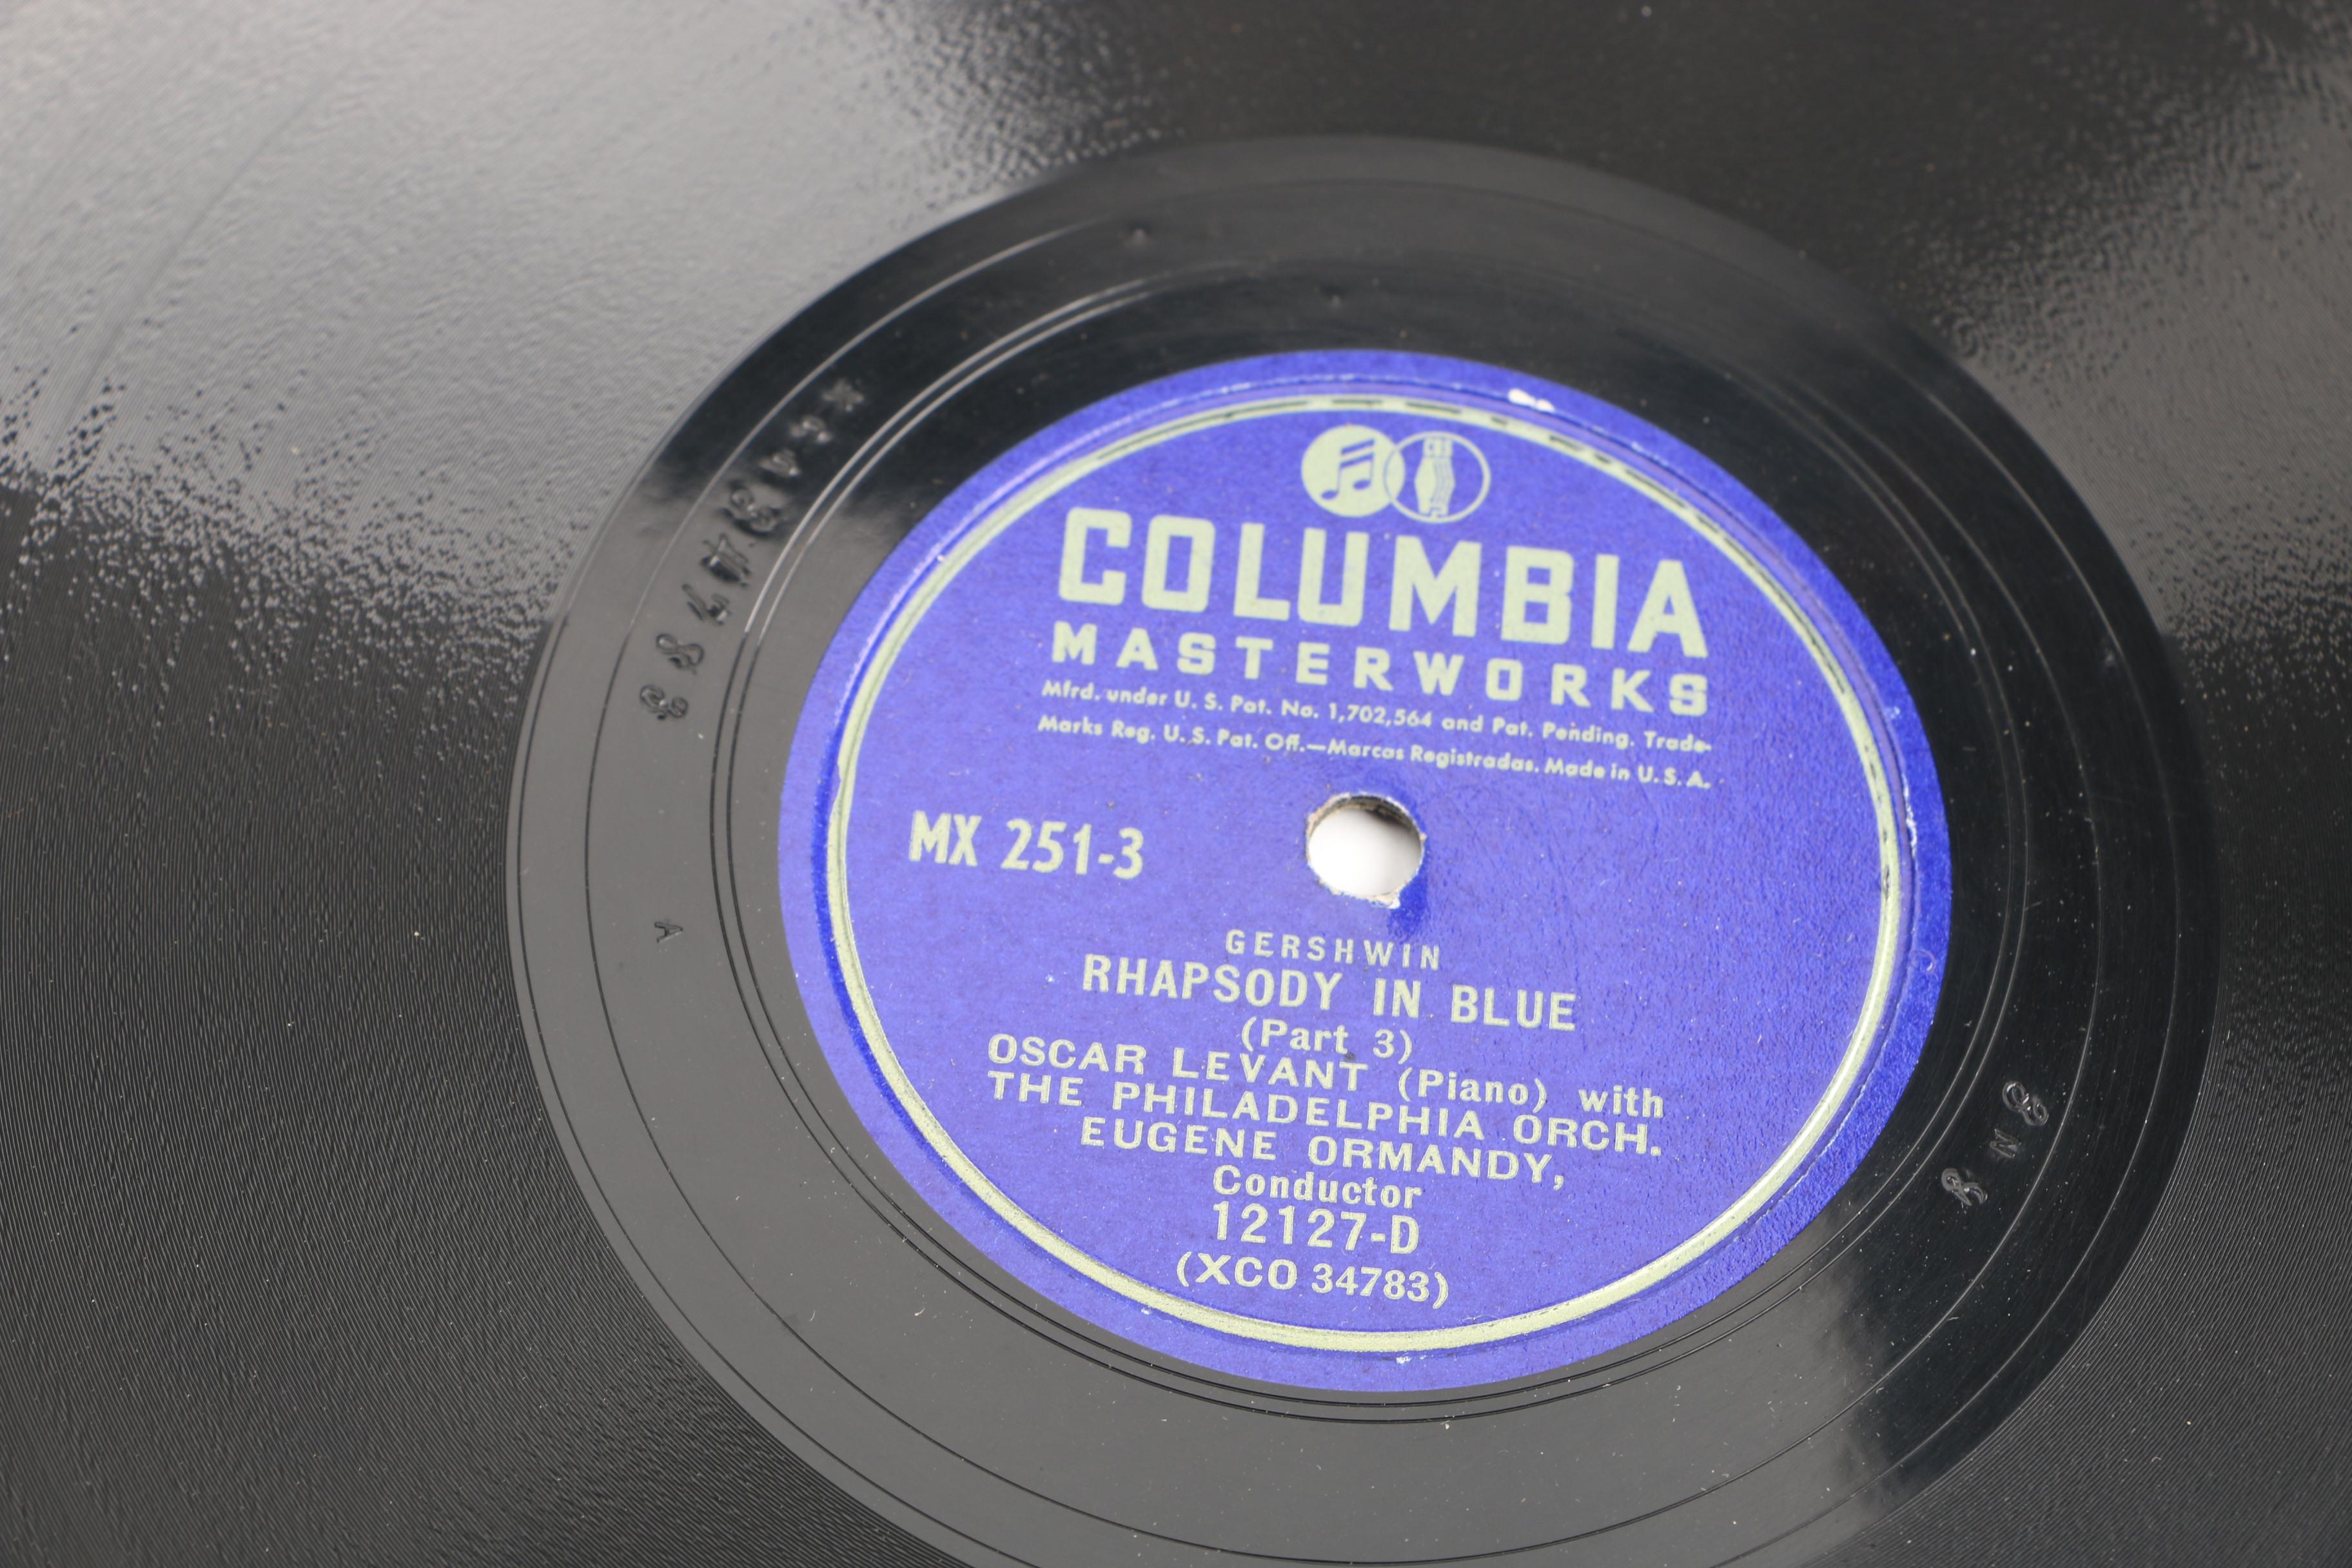 CBS
COLUMBIA
MASTERWORKS
Mfrd. under U. S. Pat. No. 1,702,564 and Pat. Pending. Trade-
Marks Reg. U. S. Pat. Off.—Marcas Registradas. Made in U. S. A.
MX 251-3
GERSHWIN
RHAPSODY IN BLUE
(Part 3)
OSCAR LEVANT (Piano) with
THE PHILADELPHIA ORCH.
EUGENE ORMANDY,
Conductor
12127-D
(XCO 34783)
A